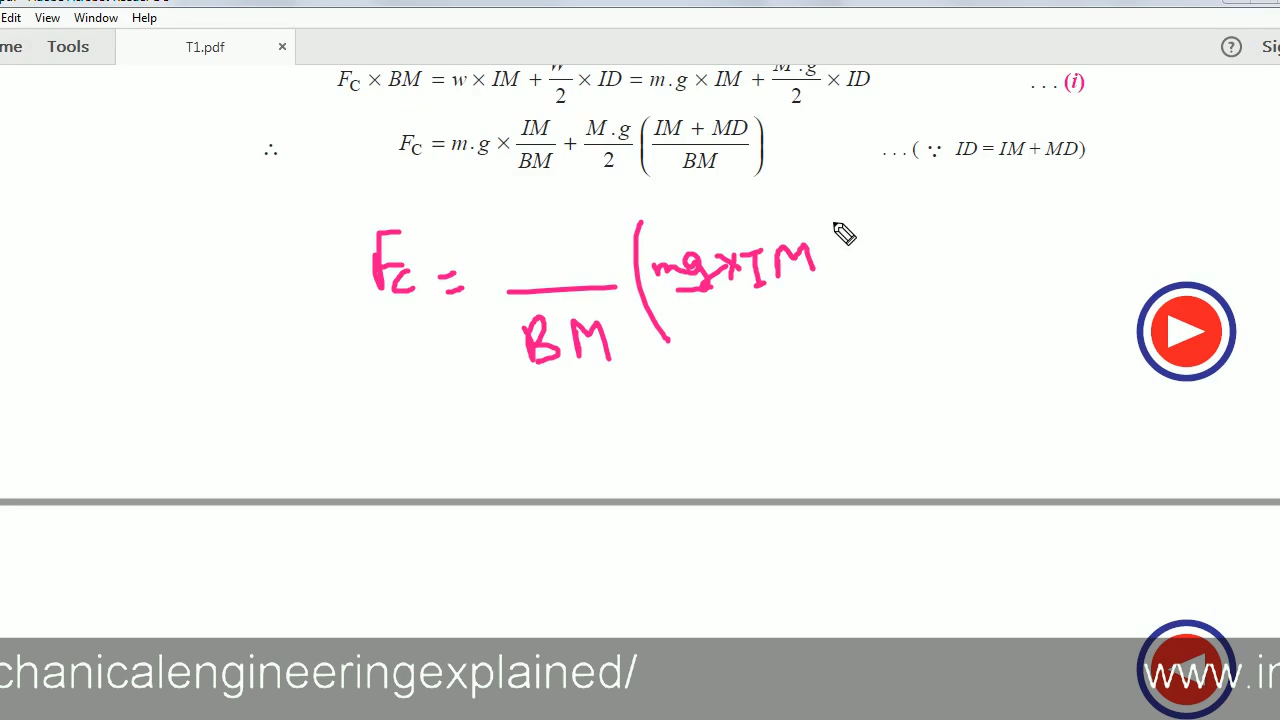 Edit View Window Help
me Tools T1.pdf × ? Sig
F_C × BM = w × IM + W/2 × ID = m.g × IM + M.g/2 × ID ...(i)
∴ F_C = m.g × IM/BM + M.g/2 (IM + MD/BM) ...(∵ ID = IM + MD)
F_C = /BM (mg × IM
chanicalengineeringexplained/ www.in